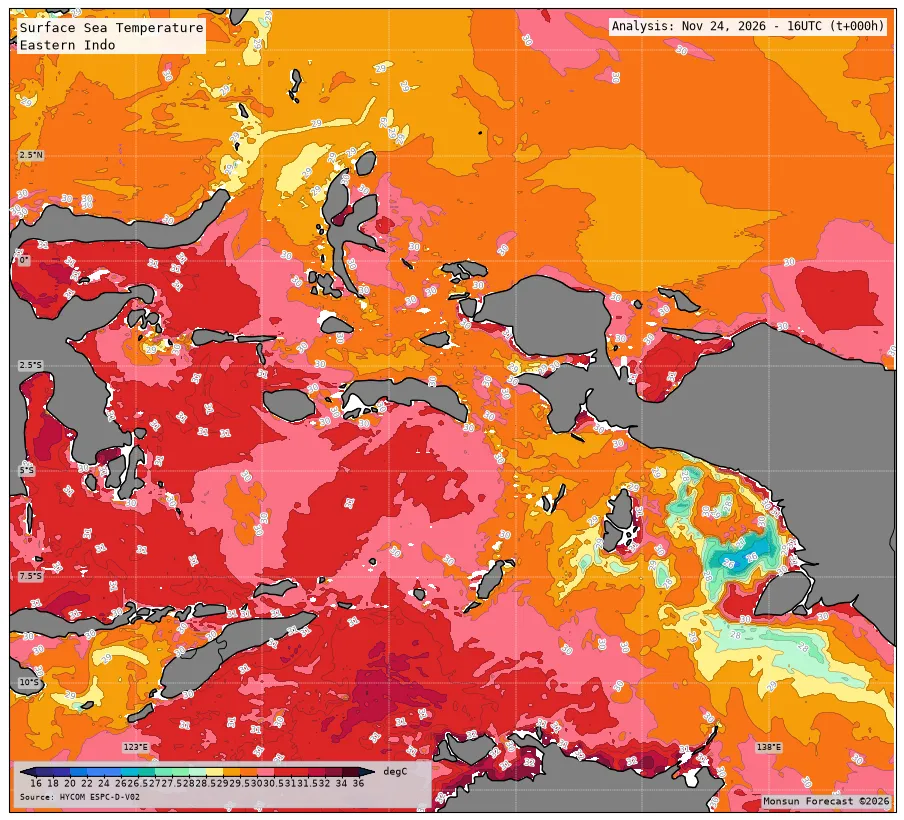 Surface Sea Temperature
Eastern Indo
Analysis: Nov 24, 2026 - 16UTC (t+000h)
2.5°N
0°
2.5°S
5°S
7.5°S
10°S
123°E
138°E
degC
16 18 20 22 24 26 26.5 27 27.5 28 28.5 29 29.5 30 30.5 31 31.5 32 34 36
Source: HYCOM ESPC-D-V02
Monsun Forecast ©2026